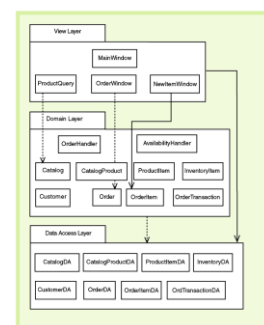 View Layer
MainWindow
ProductQuery OrderWindow NewItemWindow
Domain Layer
OrderHandler AvailabilityHandler
Catalog CatalogProduct ProductItem InventoryItem
Customer Order OrderItem OrderTransaction
Data Access Layer
CatalogDA CatalogProductDA ProductItemDA InventoryDA
CustomerDA OrderDA OrderItemDA OrdTransactionDA